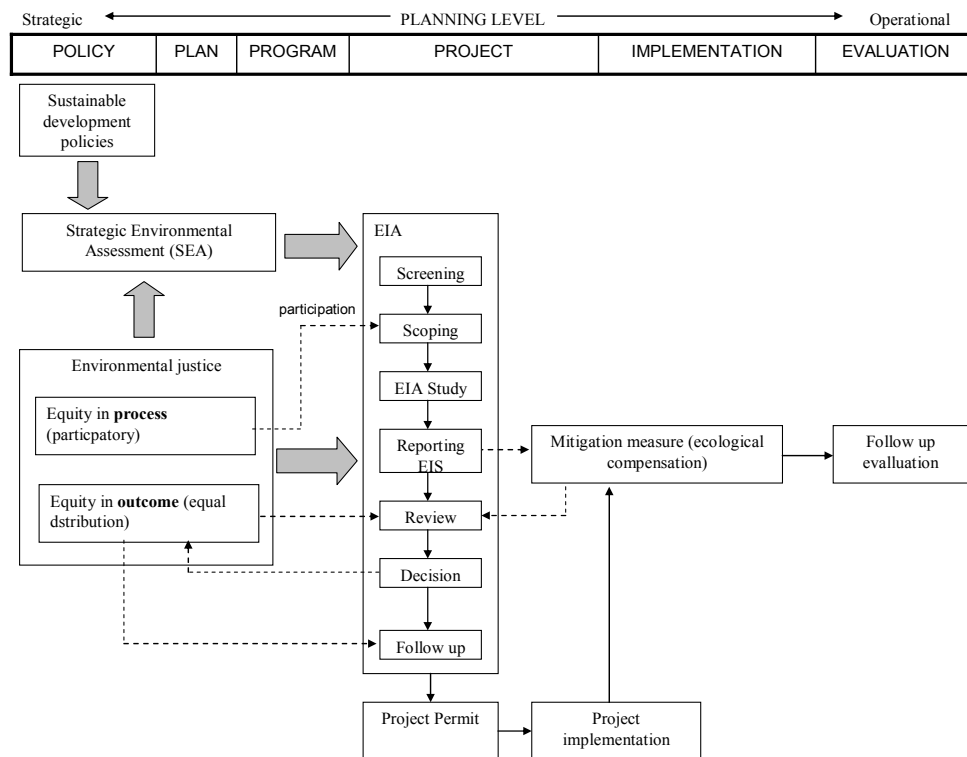 Strategic
PLANNING LEVEL
Operational
POLICY
PLAN
PROGRAM
PROJECT
IMPLEMENTATION
EVALUATION
Sustainable
development
policies
Strategic Environmental
Assessment (SEA)
EIA
Screening
participation
Scoping
Environmental justice
EIA Study
Equity in process
(particpatory)
Reporting
EIS
Mitigation measure (ecological
compensation)
Follow up
evalluation
Equity in outcome (equal
dstribution)
Review
Decision
Follow up
Project Permit
Project
implementation